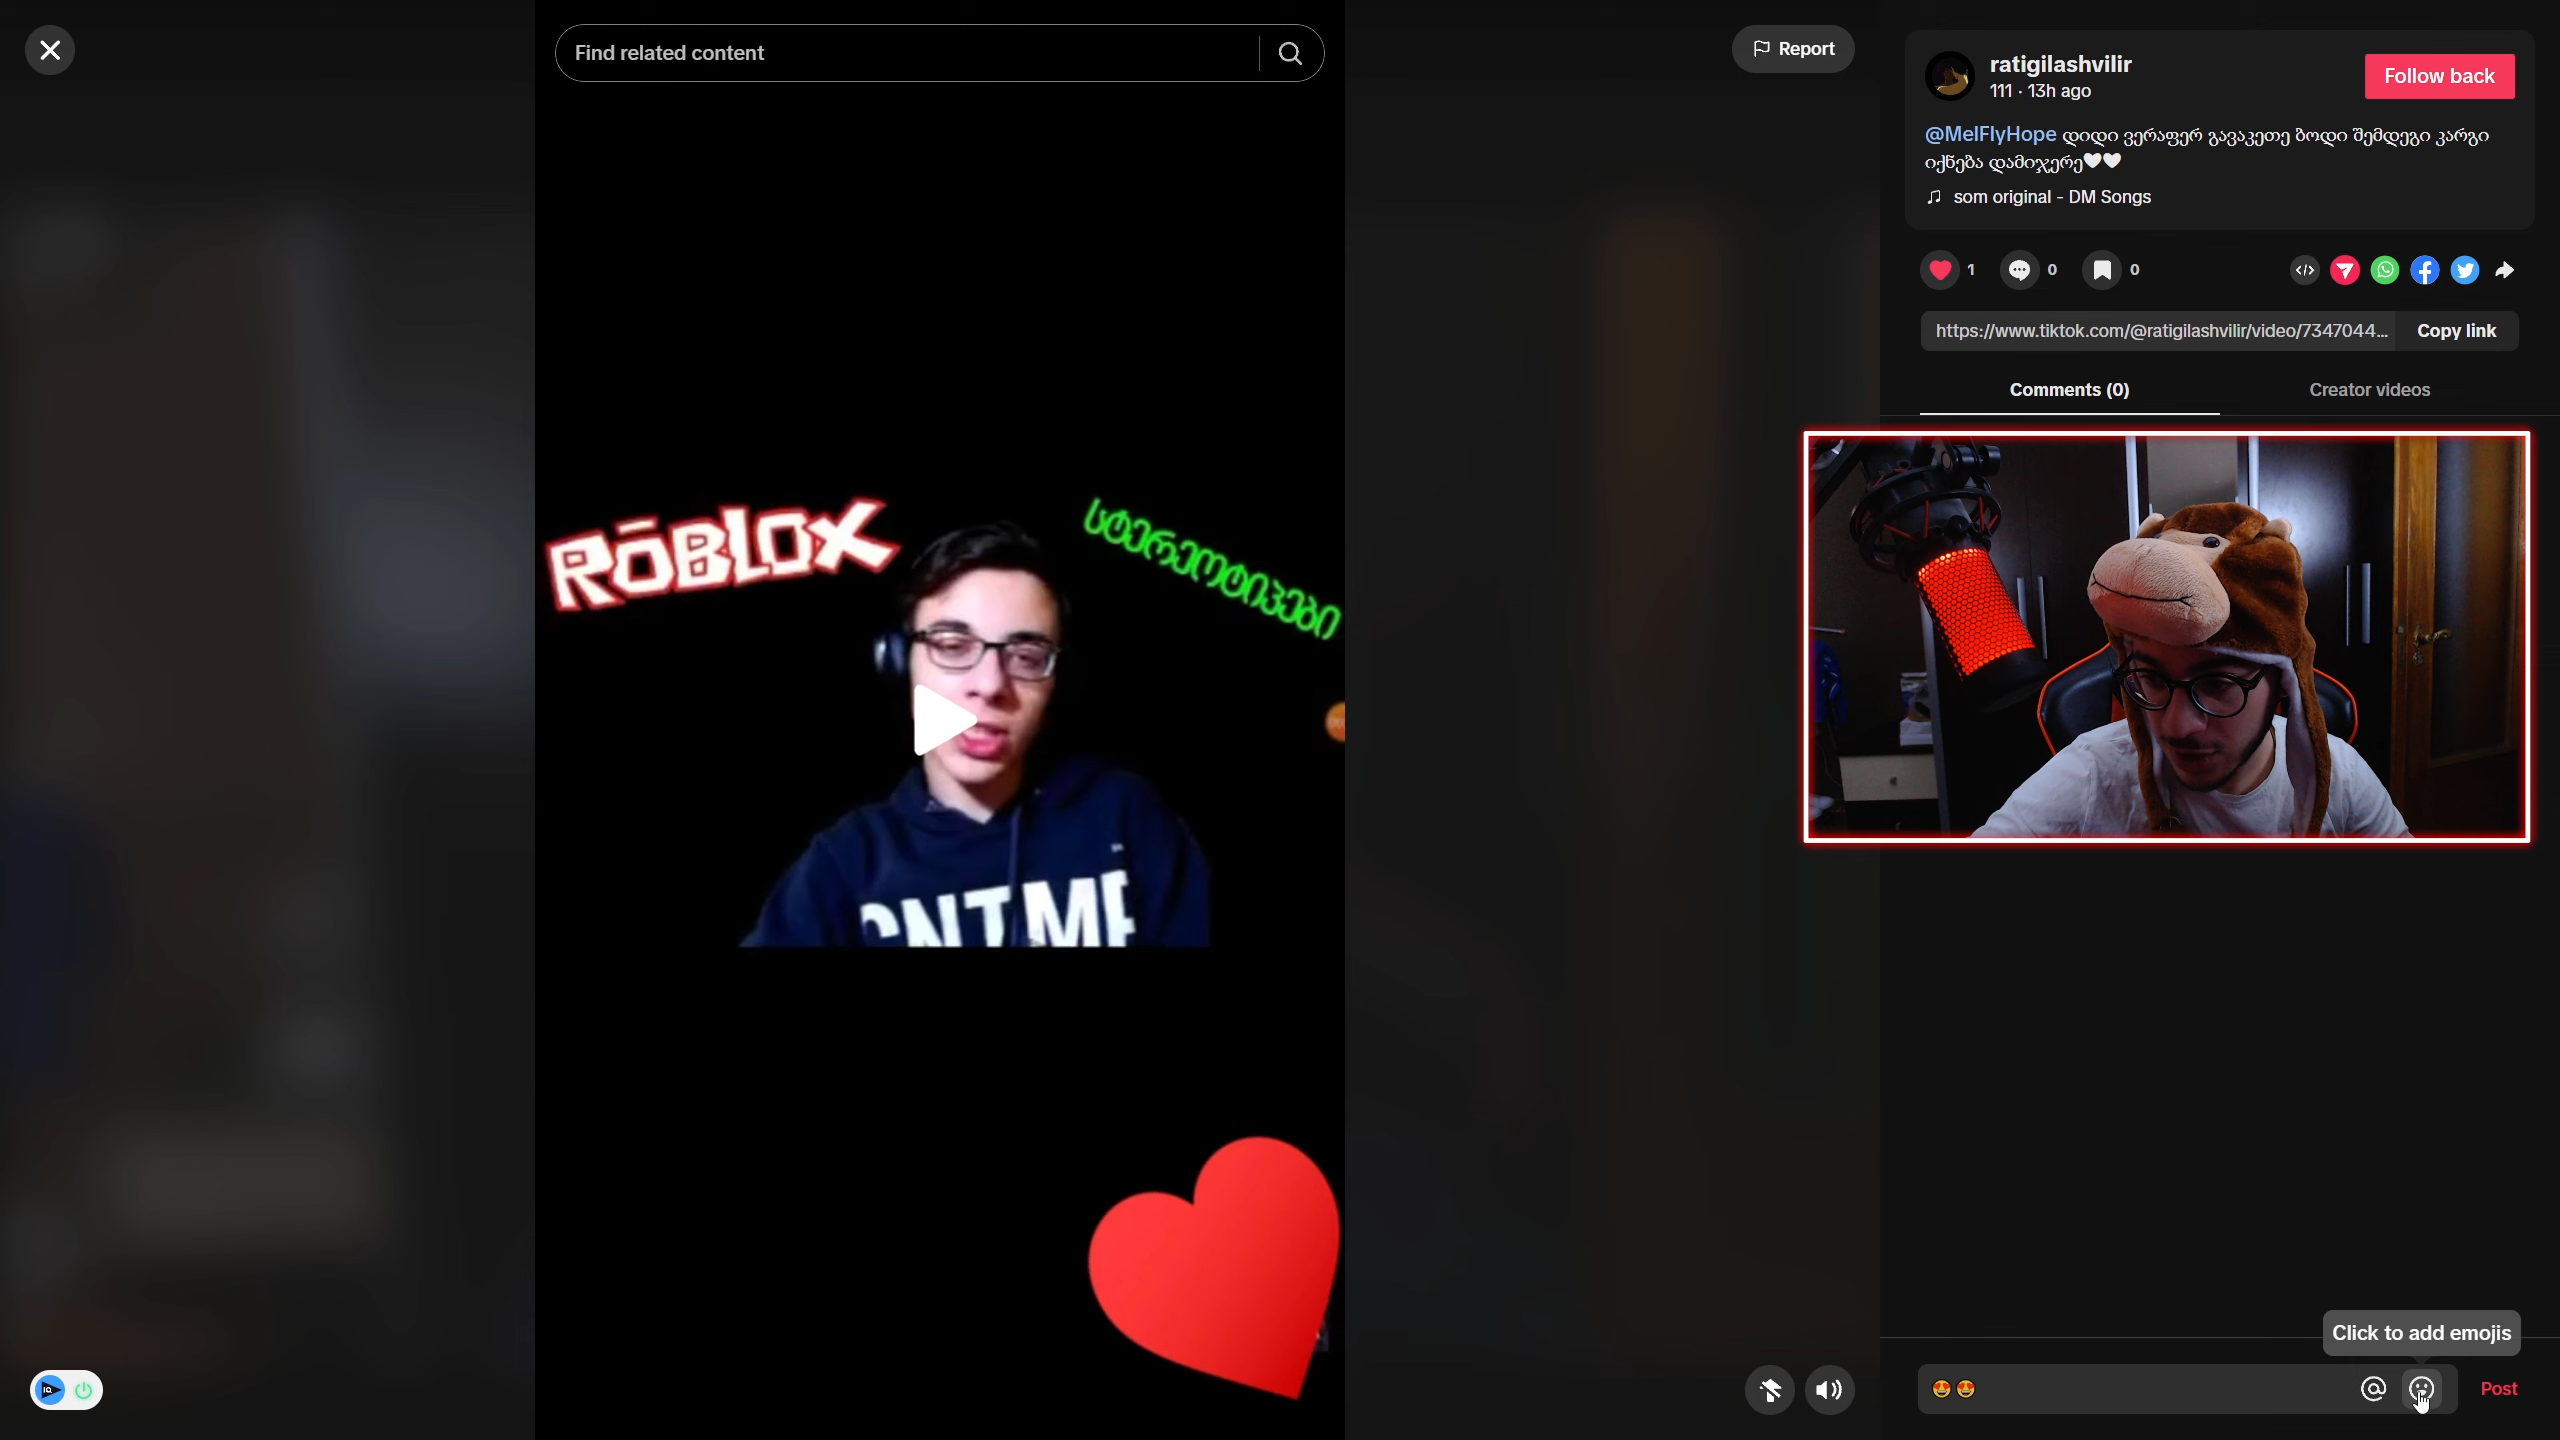 Find related content
Report
ratigilashvilir
111 · 13h ago
Follow back
@MelFlyHope დიდი ვერაფერ გავაკეთე ბოდი შემდეგი კარგი
იქნება დამიჯერე🤍🤍
som original - DM Songs
1
0
0
https://www.tiktok.com/@ratigilashvilir/video/7347044...
Copy link
Comments (0)
Creator videos
ROBLOX
სტერეოტიპები
Click to add emojis
😍😍
Post